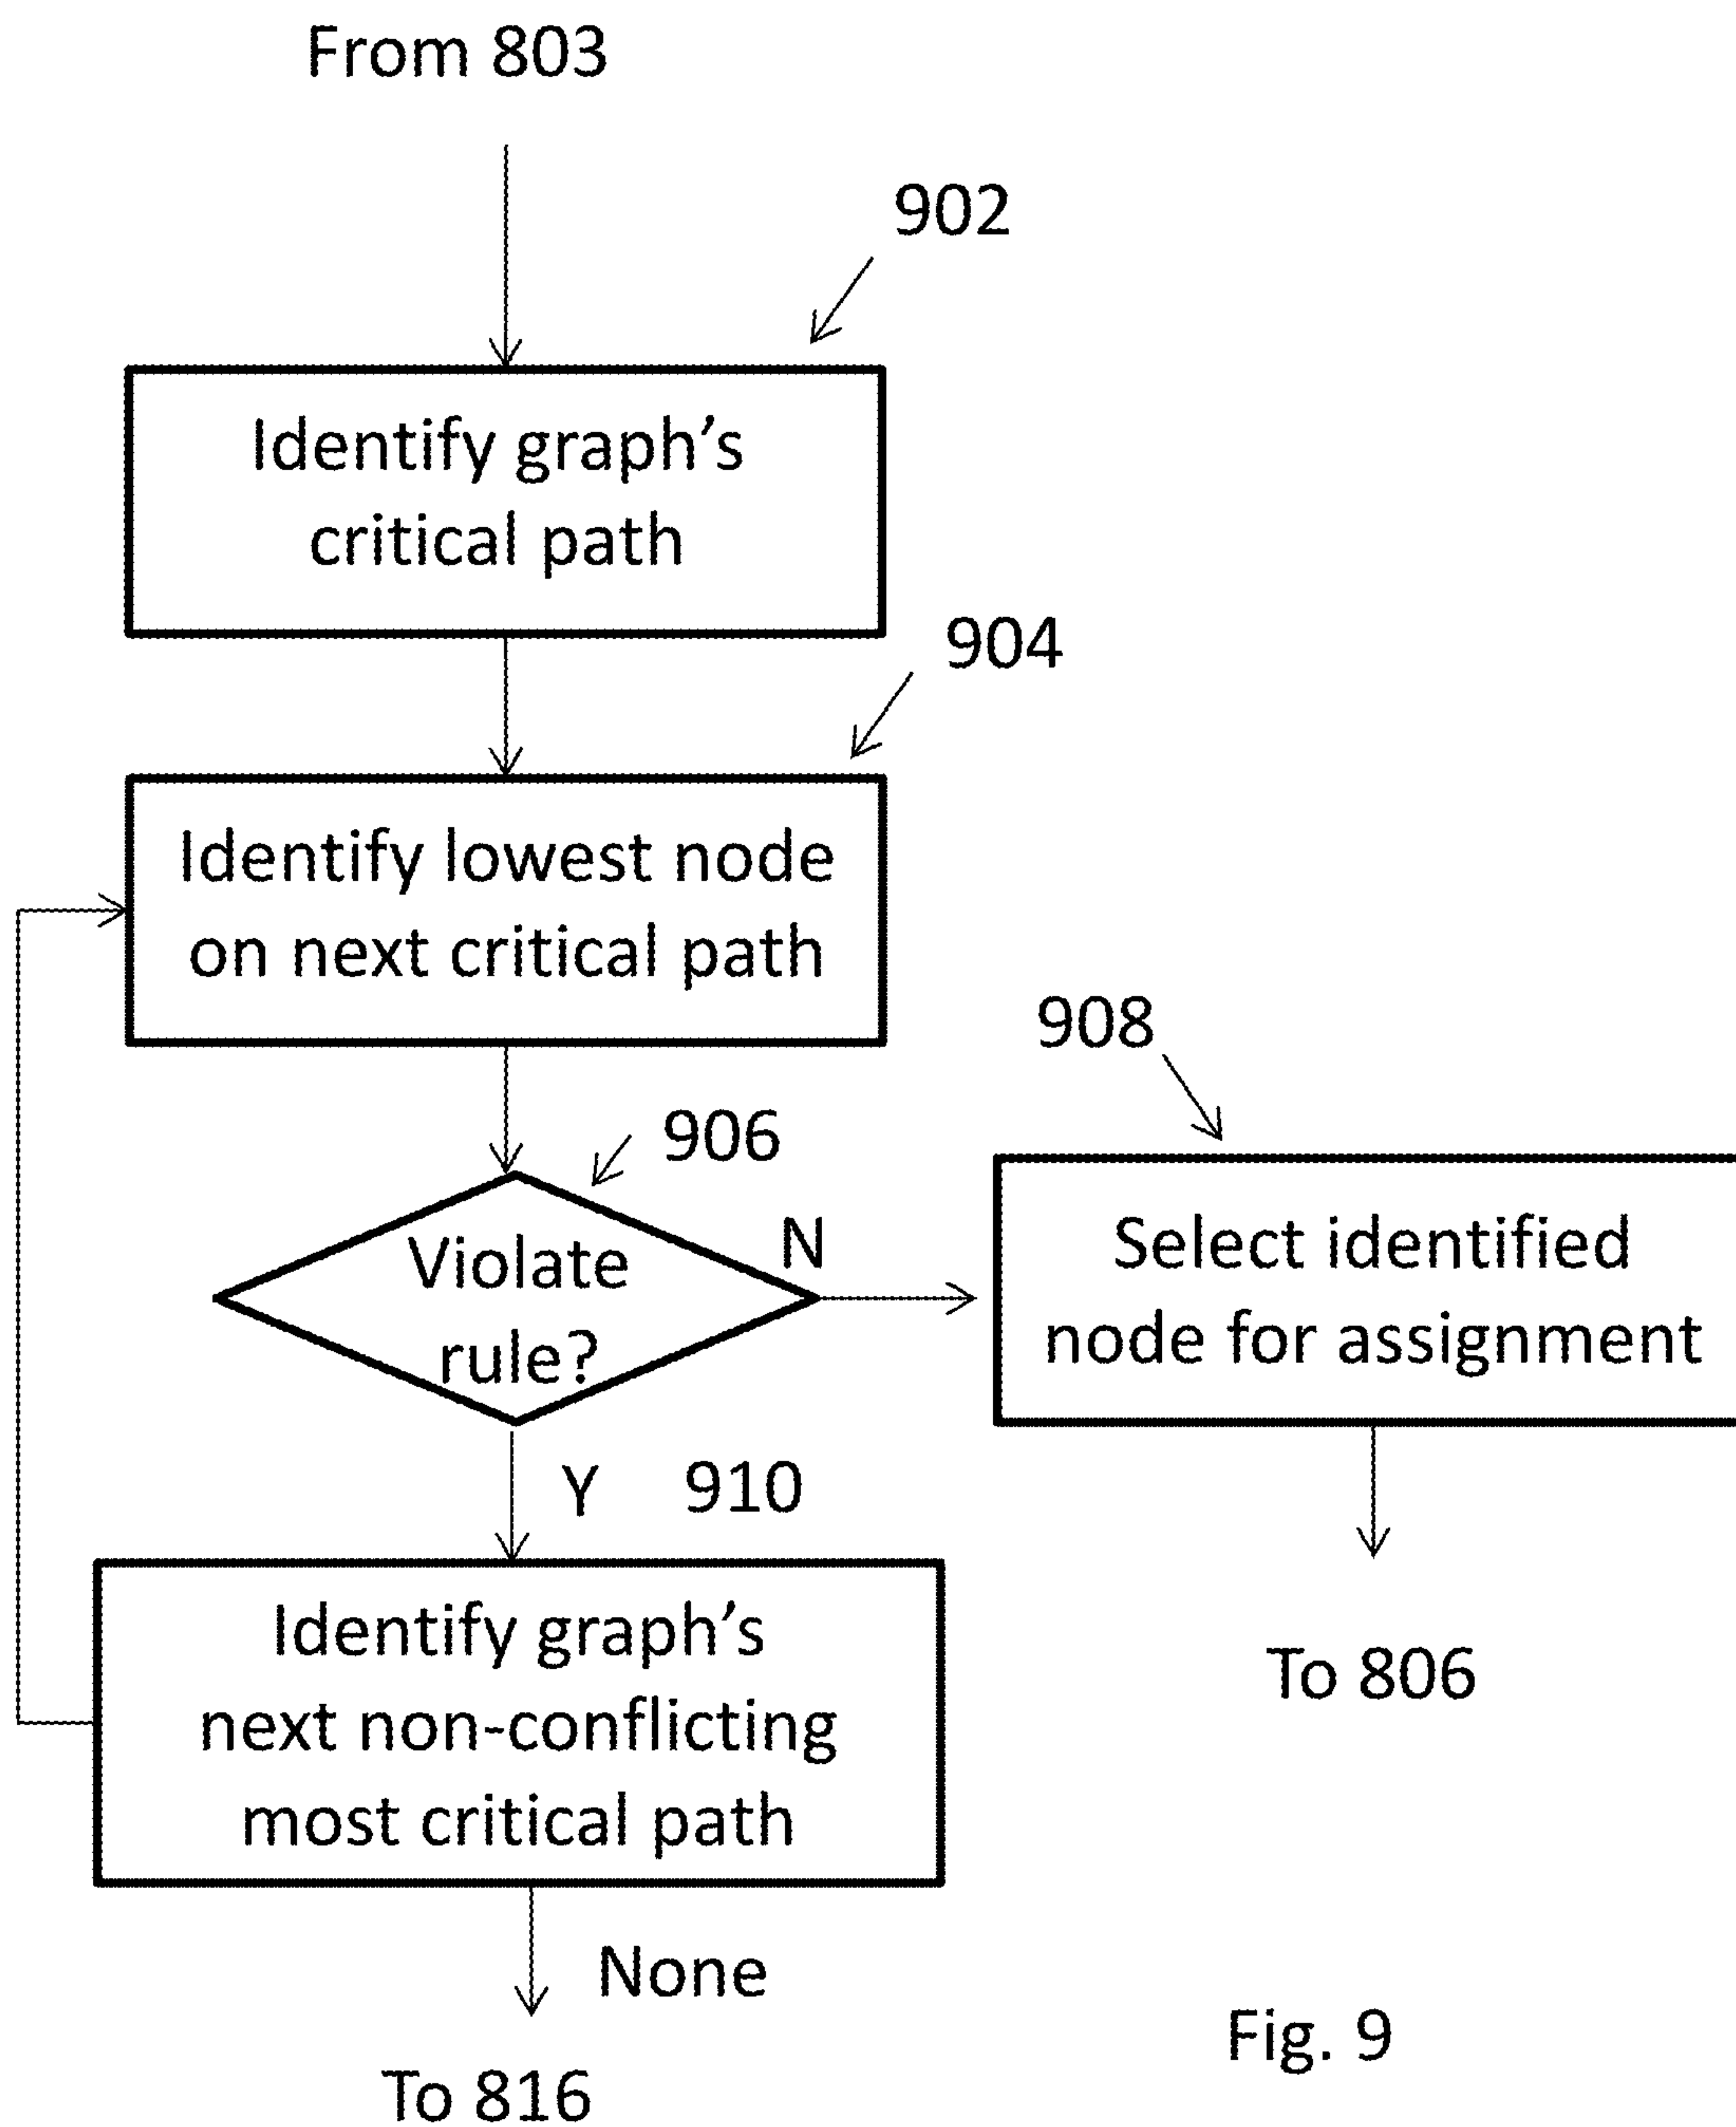 From 803
902
Identify graph's
critical path
904
Identify lowest node
on next critical path
906
Violate
rule?
N
908
Select identified
node for assignment
To 806
Y
910
Identify graph's
next non-conflicting
most critical path
None
To 816
Fig. 9